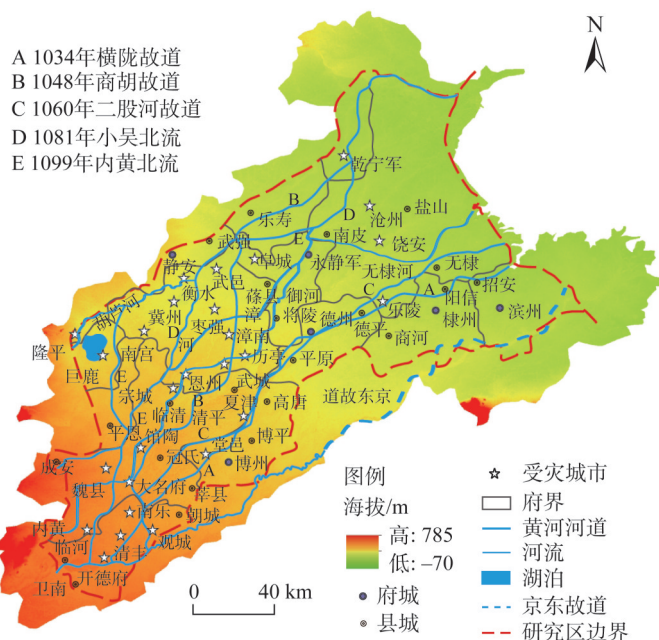 N
A 1034年横陇故道
B 1048年商胡故道
C 1060年二股河故道
D 1081年小吴北流
E 1099年内黄北流
乾宁军
B
乐寿
D
沧州
盐山
武强
E
南皮
饶安
静安
阜城
永静军
无棣河
无棣
武邑
衡水
蓨县
御河
C
A
招安
胡卢河
冀州
枣强
漳
将陵
德州
乐陵
阳信
棣州
滨州
D
河
漳南
德平
商河
隆平
南宫
历亭
平原
巨鹿
E
恩州
武城
宗城
B
夏津
高唐
京东故道
E
临清
清平
平恩
馆陶
C
堂邑
博平
冠氏
A
博州
成安
魏县
大名府
莘县
南乐
朝城
内黄
观城
临河
清丰
卫南
开德府
0
40 km
图例
海拔/m
高: 785
低: –70
府城
县城
受灾城市
府界
黄河河道
河流
湖泊
京东故道
研究区边界